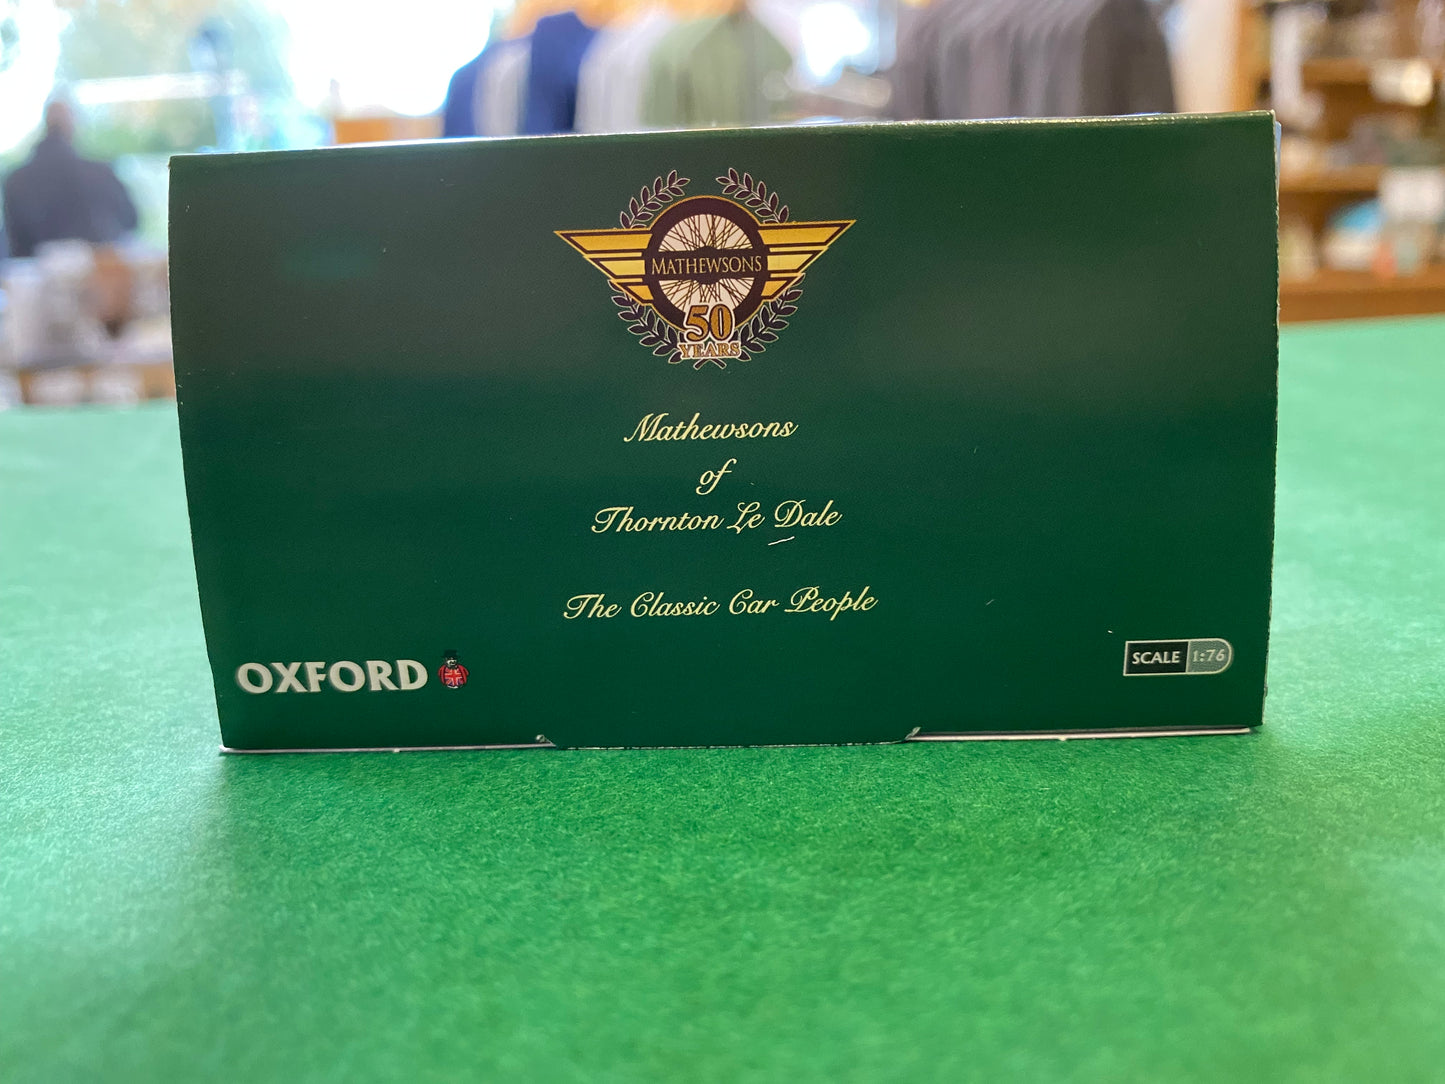 MATHEWSONS
50
YEARS
Mathewsons
of
Thornton Le Dale
The Classic Car People
OXFORD
SCALE 1:76